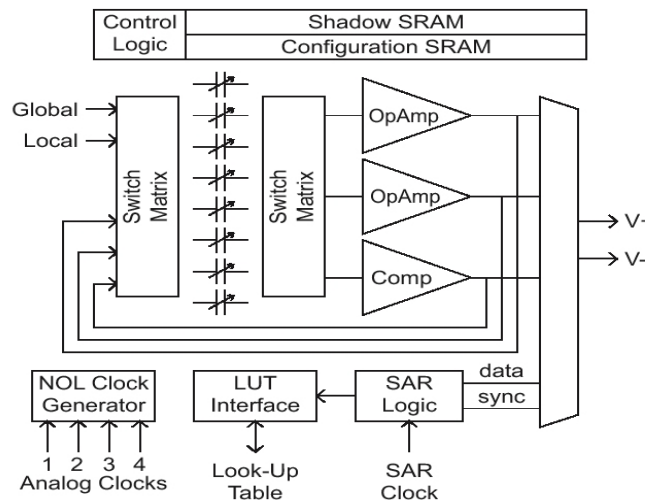 Control Logic
Shadow SRAM
Configuration SRAM
Global
Local
Switch Matrix
Switch Matrix
OpAmp
OpAmp
Comp
V+
V-
NOL Clock
Generator
1 2 3 4
Analog Clocks
LUT
Interface
Look-Up
Table
SAR
Logic
SAR
Clock
data
sync